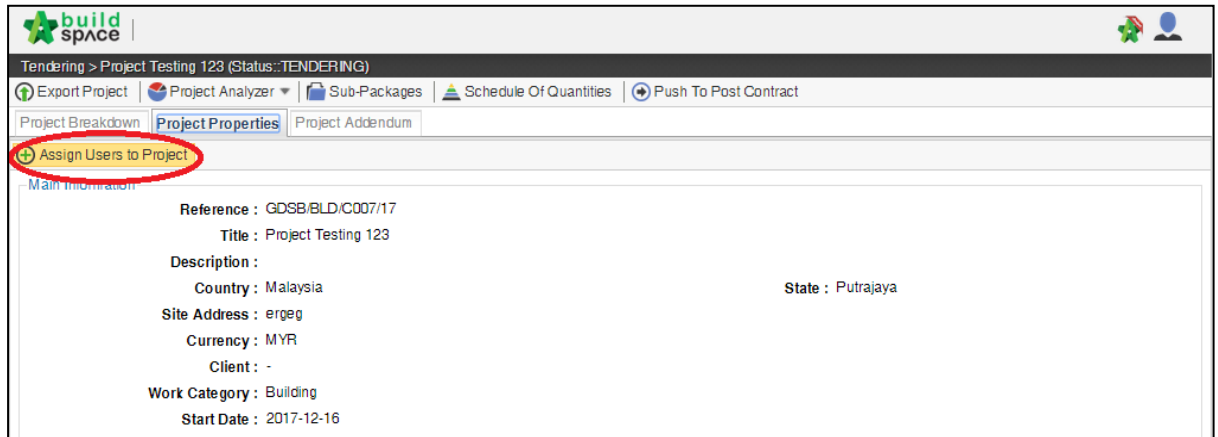 build
space
Tendering > Project Testing 123 (Status::TENDERING)
Export Project Project Analyzer Sub-Packages Schedule Of Quantities Push To Post Contract
Project Breakdown Project Properties Project Addendum
Assign Users to Project
Main Information
Reference : GDSB/BLD/C007/17
Title : Project Testing 123
Description :
Country : Malaysia State : Putrajaya
Site Address : ergeg
Currency : MYR
Client : -
Work Category : Building
Start Date : 2017-12-16